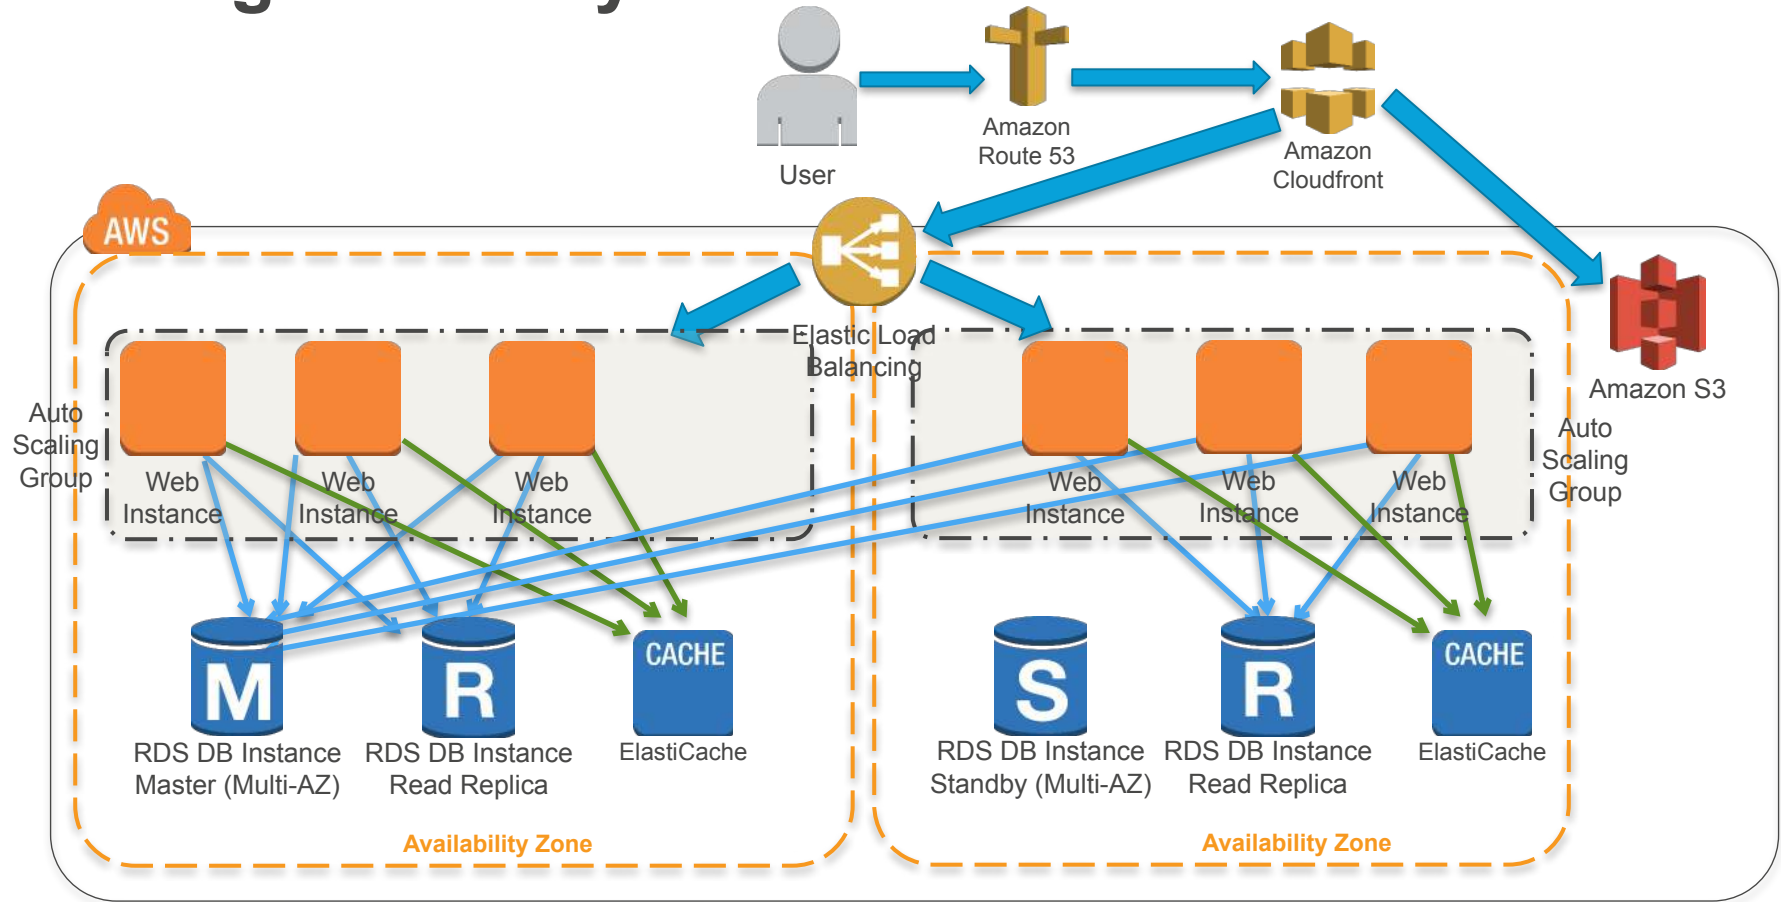 Amazon
Route 53
Amazon
Cloudfront
User
AWS
Elastic Load
Balancing
Amazon S3
Auto
Scaling
Group
Web
Instance
Web
Instance
Web
Instance
Web
Instance
Web
Instance
Web
Instance
Auto
Scaling
Group
M
RDS DB Instance
Master (Multi-AZ)
R
RDS DB Instance
Read Replica
CACHE
ElastiCache
S
RDS DB Instance
Standby (Multi-AZ)
R
RDS DB Instance
Read Replica
CACHE
ElastiCache
Availability Zone
Availability Zone